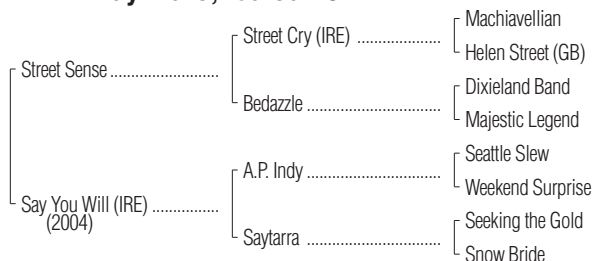 Street Cry (IRE)
Machiavellian
Helen Street (GB)
Street Sense
Bedazzle
Dixieland Band
Majestic Legend
Say You Will (IRE)
(2004)
A.P. Indy
Seattle Slew
Weekend Surprise
Saytarra
Seeking the Gold
Snow Bride